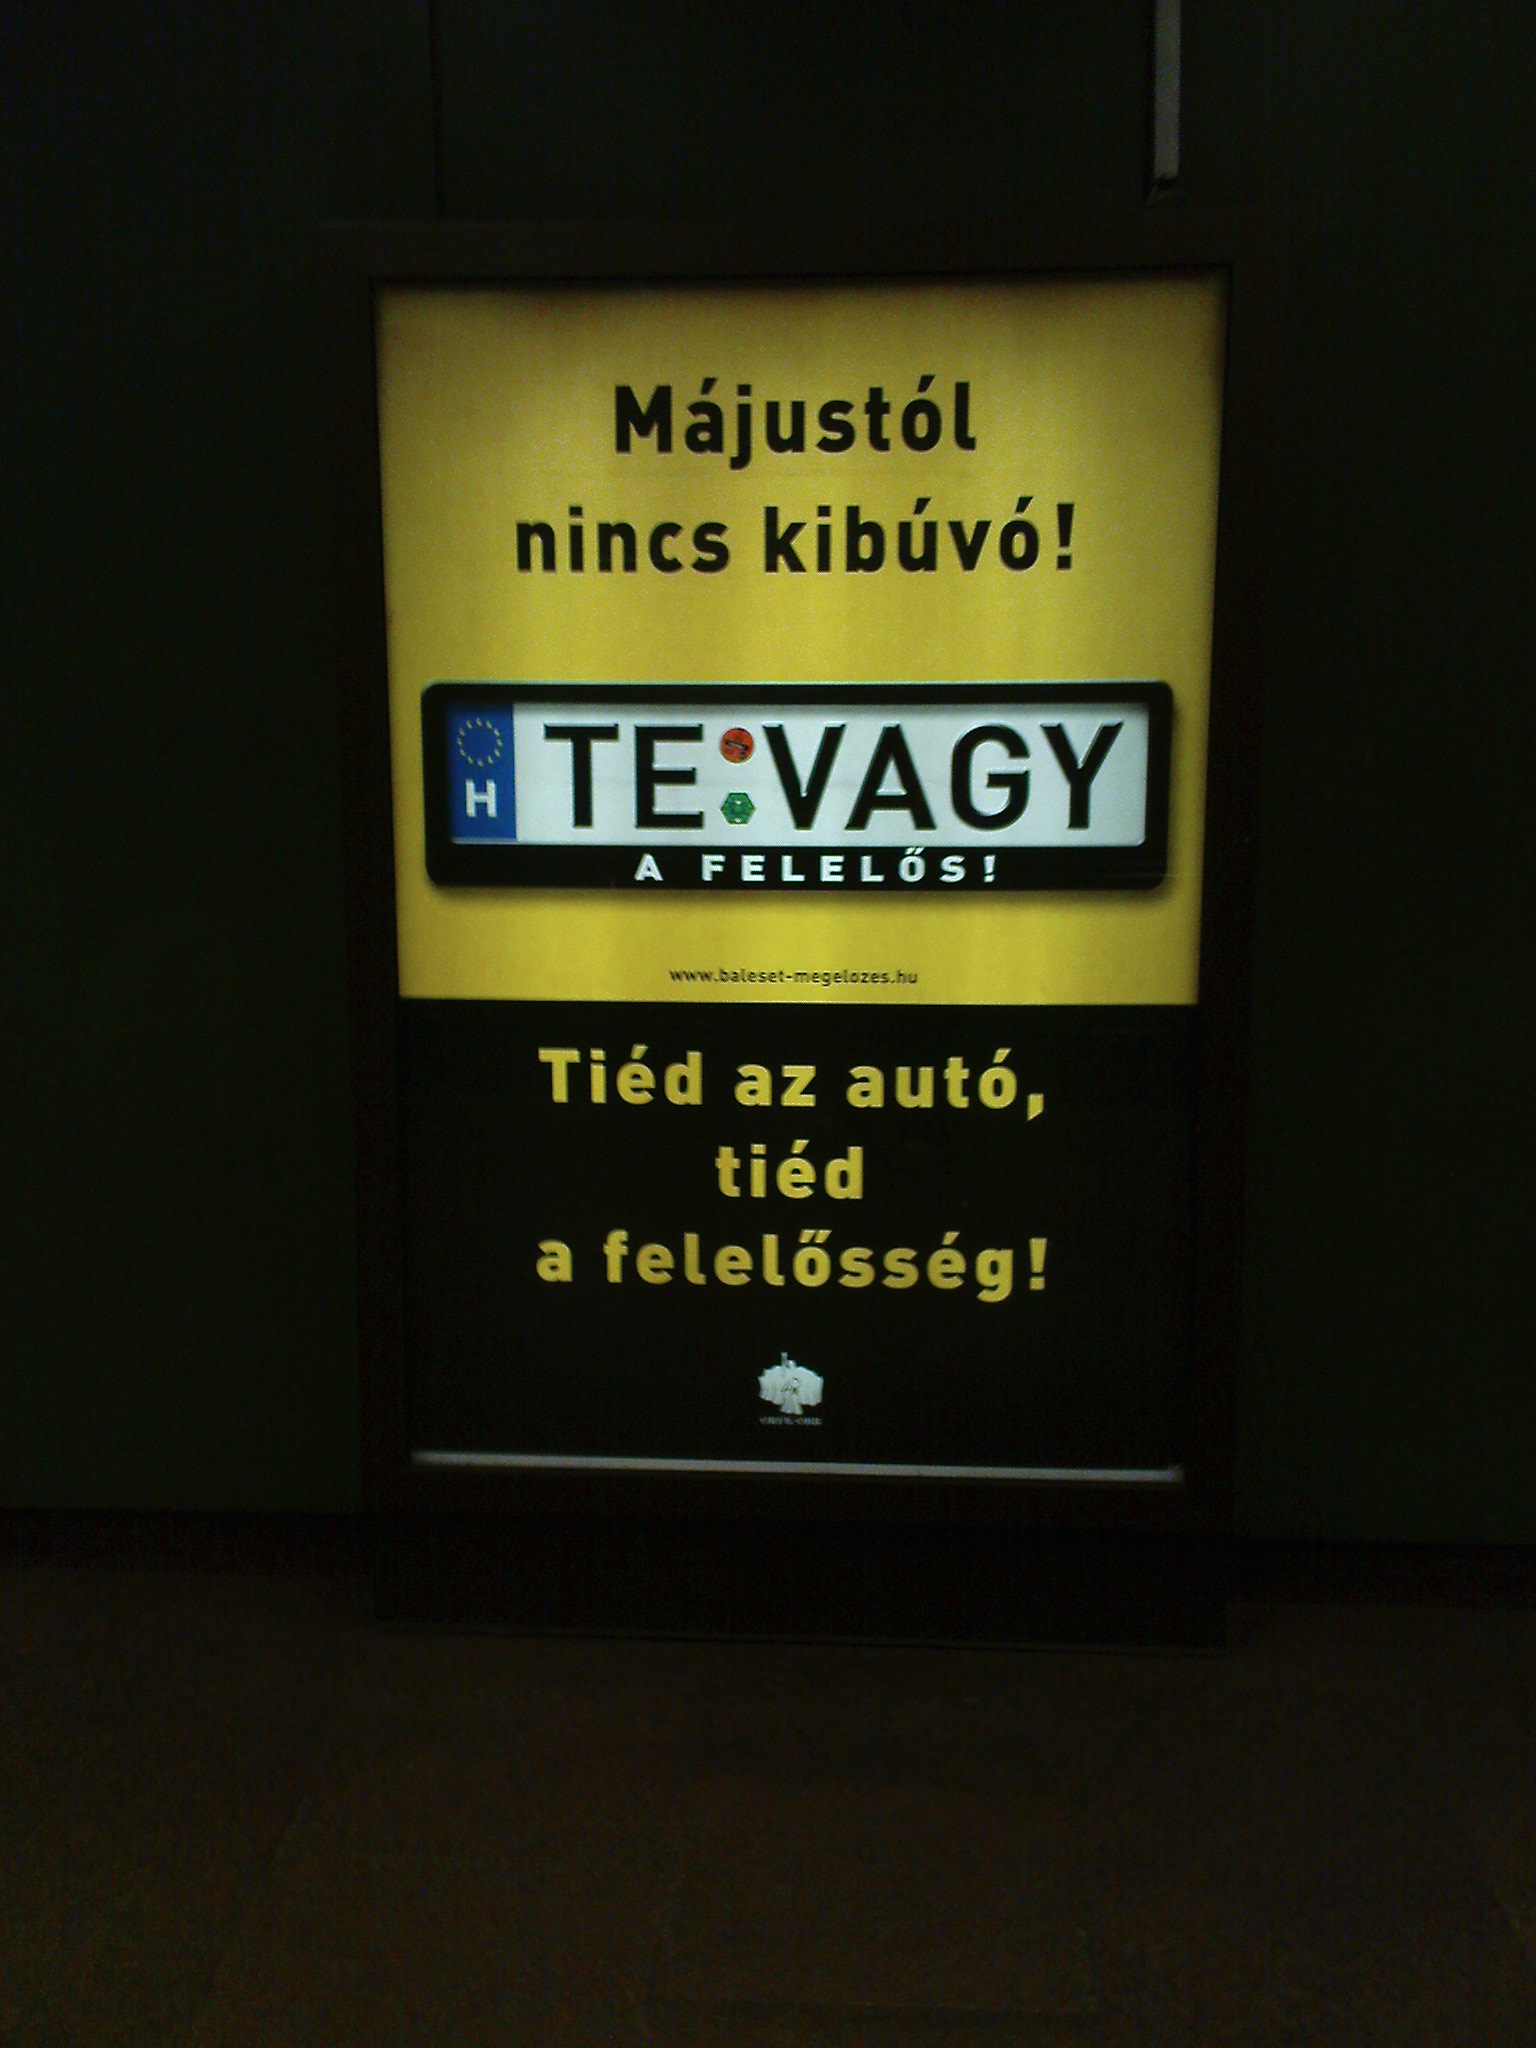 Májustól
nincs kibúvó!
H
TE:VAGY
A FELELŐS!
www.baleset-megelozes.hu
Tiéd az autó,
tiéd
a felelősség!